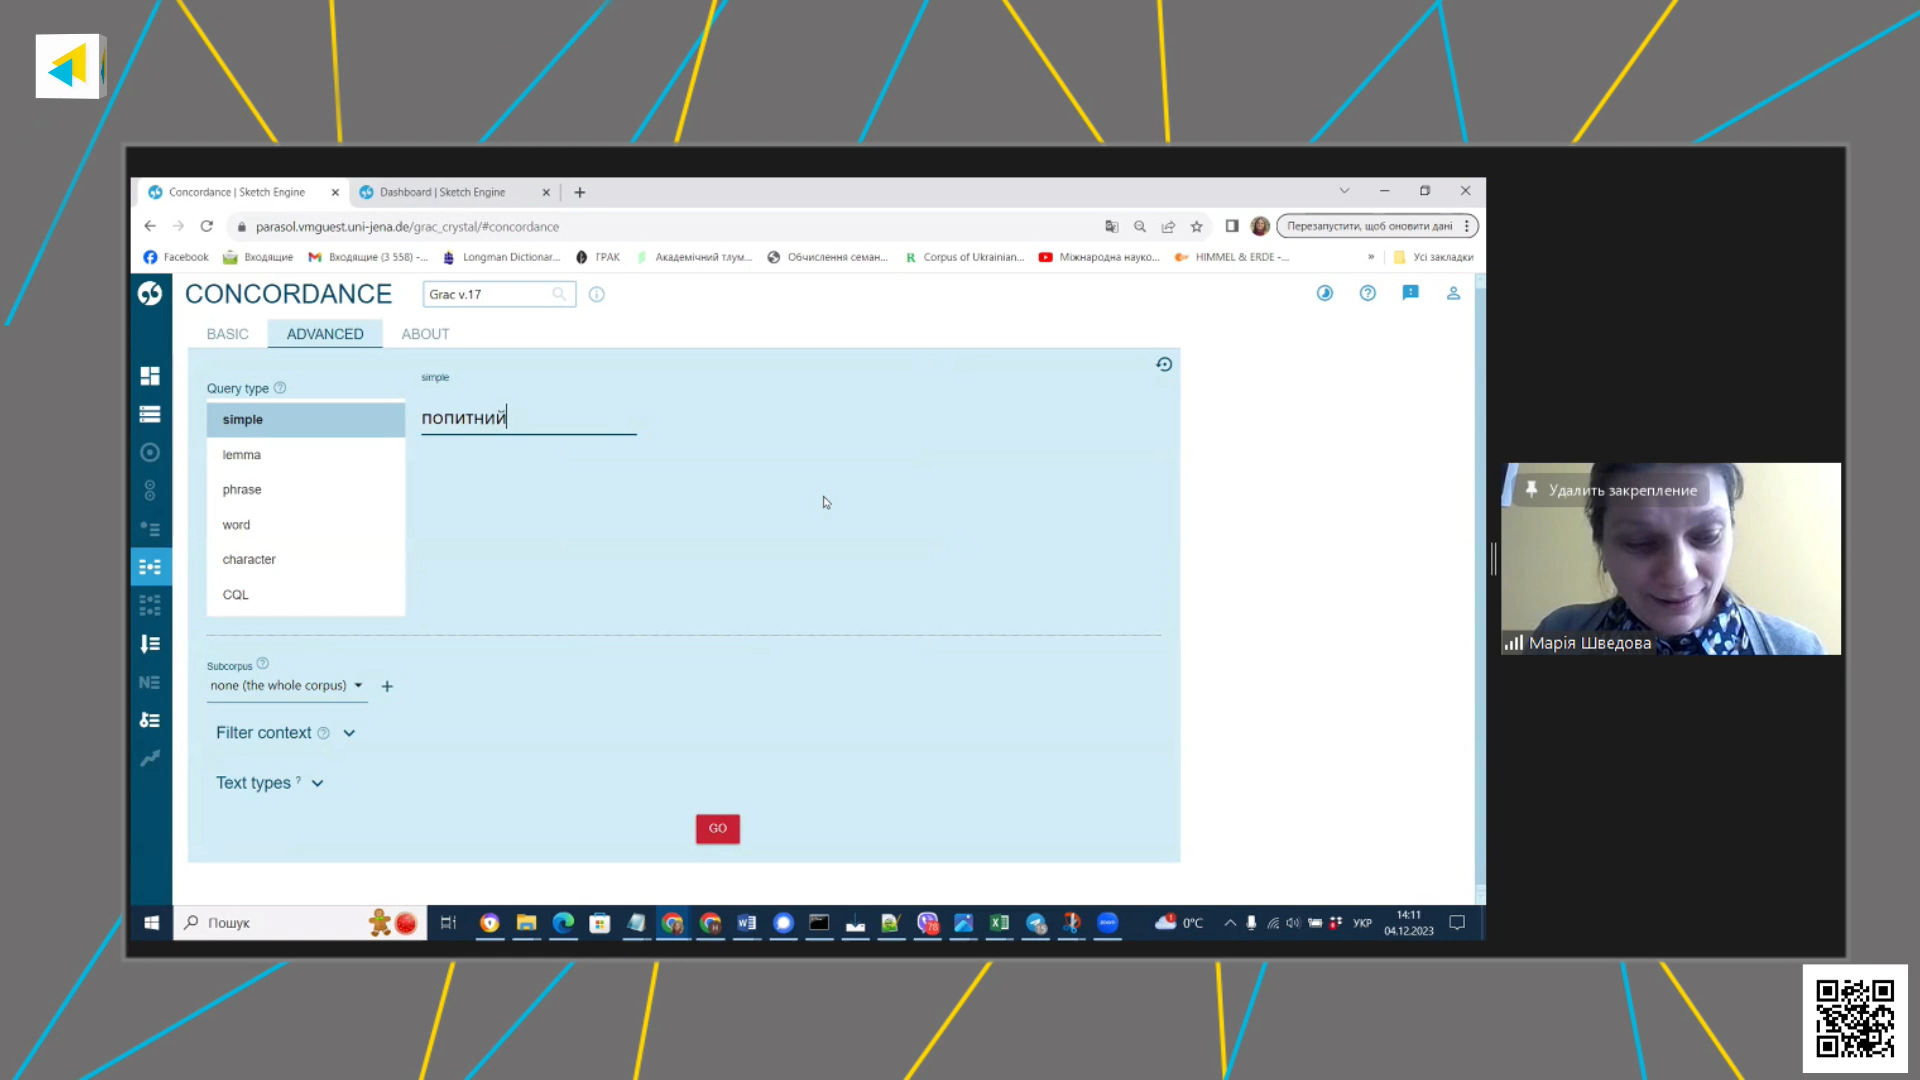 Concordance | Sketch Engine
Dashboard | Sketch Engine
parasol.vmguest.uni-jena.de/grac_crystal/#concordance
Перезапустити, щоб оновити дані
Facebook
Входящие
Входящие (3 558) -...
Longman Dictionar...
ГРАК
Академічний тлум...
Обчислення семан...
Corpus of Ukrainian...
Міжнародна науко...
HIMMEL & ERDE -...
» Усі закладки
CONCORDANCE
Grac v.17
BASIC
ADVANCED
ABOUT
Query type
simple
lemma
phrase
word
character
CQL
simple
попитний
Subcorpus
none (the whole corpus)
Filter context
Text types ?
GO
Удалить закрепление
Марія Шведова
Пошук
0°C
УКР
14:11
04.12.2023